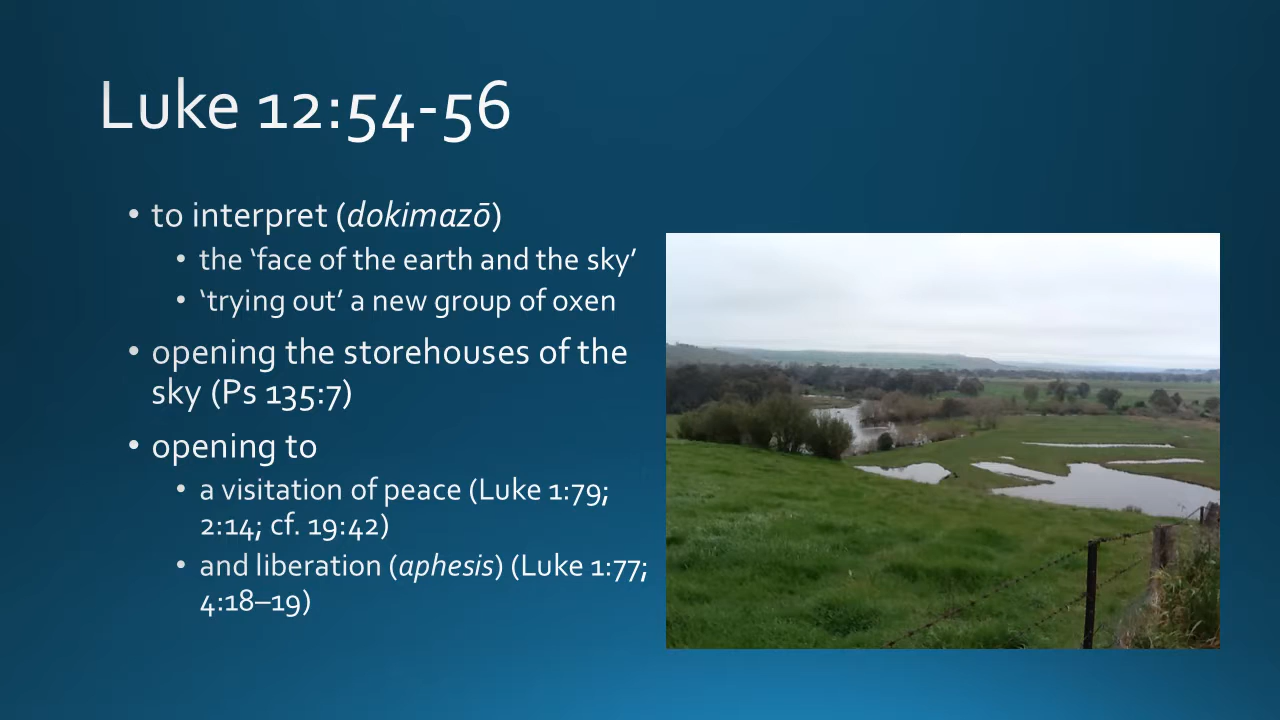 Luke 12:54-56
• to interpret (dokimazō)
• the ‘face of the earth and the sky’
• ‘trying out’ a new group of oxen
• opening the storehouses of the
sky (Ps 135:7)
• opening to
• a visitation of peace (Luke 1:79;
2:14; cf. 19:42)
• and liberation (aphesis) (Luke 1:77;
4:18–19)